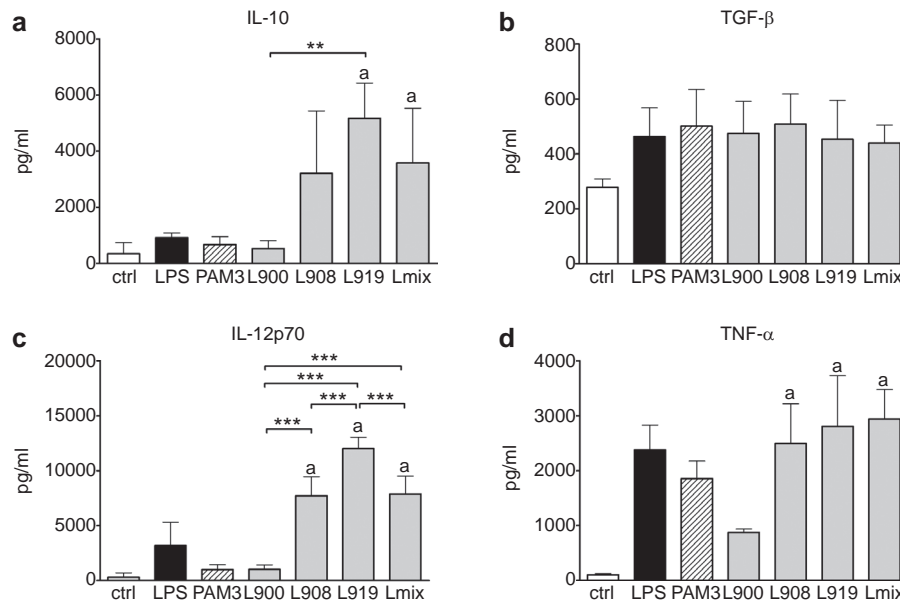 a
IL-10
8000
6000
4000
2000
0
pg/ml
**
a
a
ctrl LPS PAM3 L900 L908 L919 Lmix
b
TGF-β
800
600
400
200
0
pg/ml
ctrl LPS PAM3 L900 L908 L919 Lmix
c
IL-12p70
20000
15000
10000
5000
0
pg/ml
***
***
*** ***
***
a
a
a
ctrl LPS PAM3 L900 L908 L919 Lmix
d
TNF-α
4000
3000
2000
1000
0
pg/ml
a a a
ctrl LPS PAM3 L900 L908 L919 Lmix